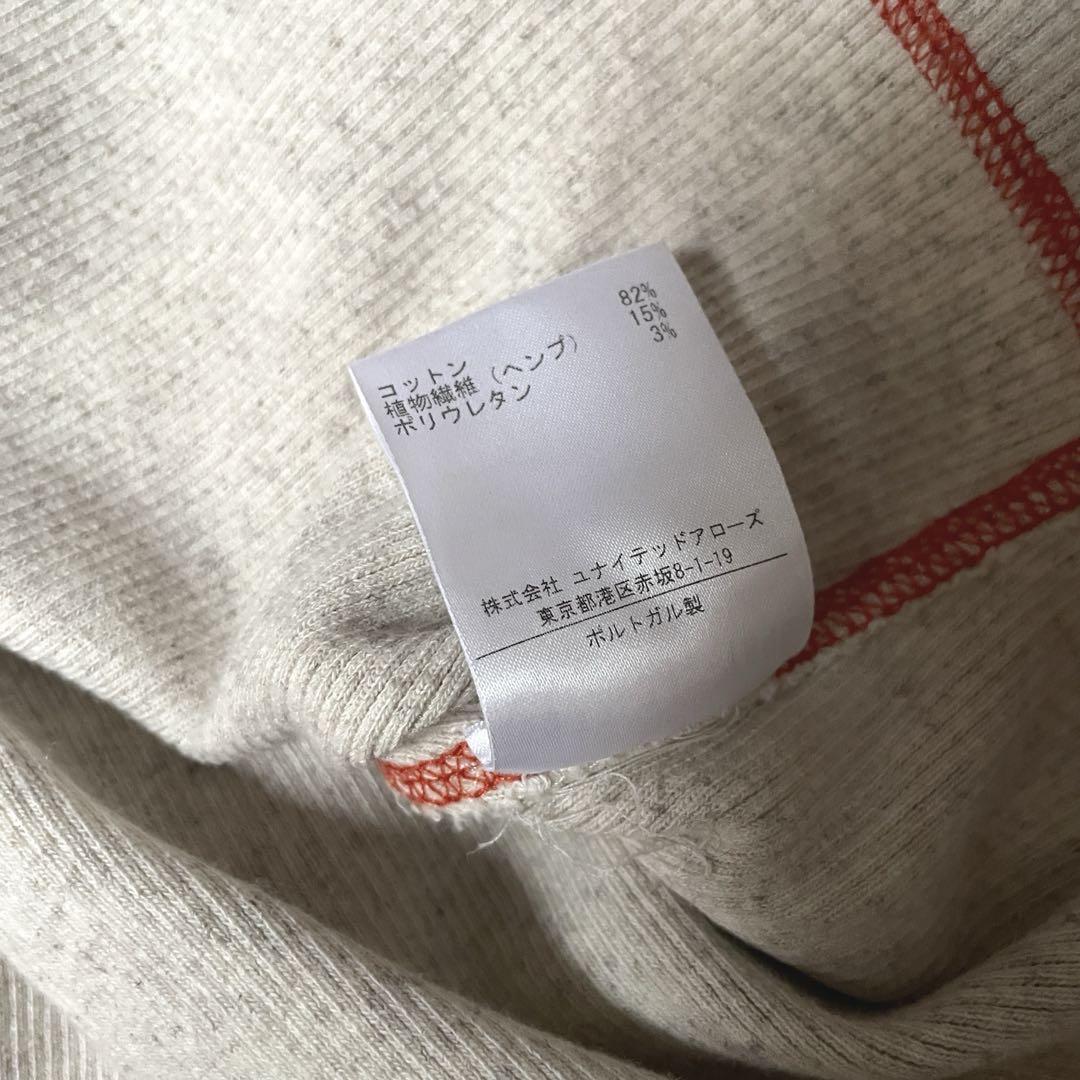 コットン 82%
植物繊維 (ヘンプ) 15%
ポリウレタン 3%
株式会社 ユナイテッドアローズ
東京都港区赤坂8-1-19
ポルトガル製